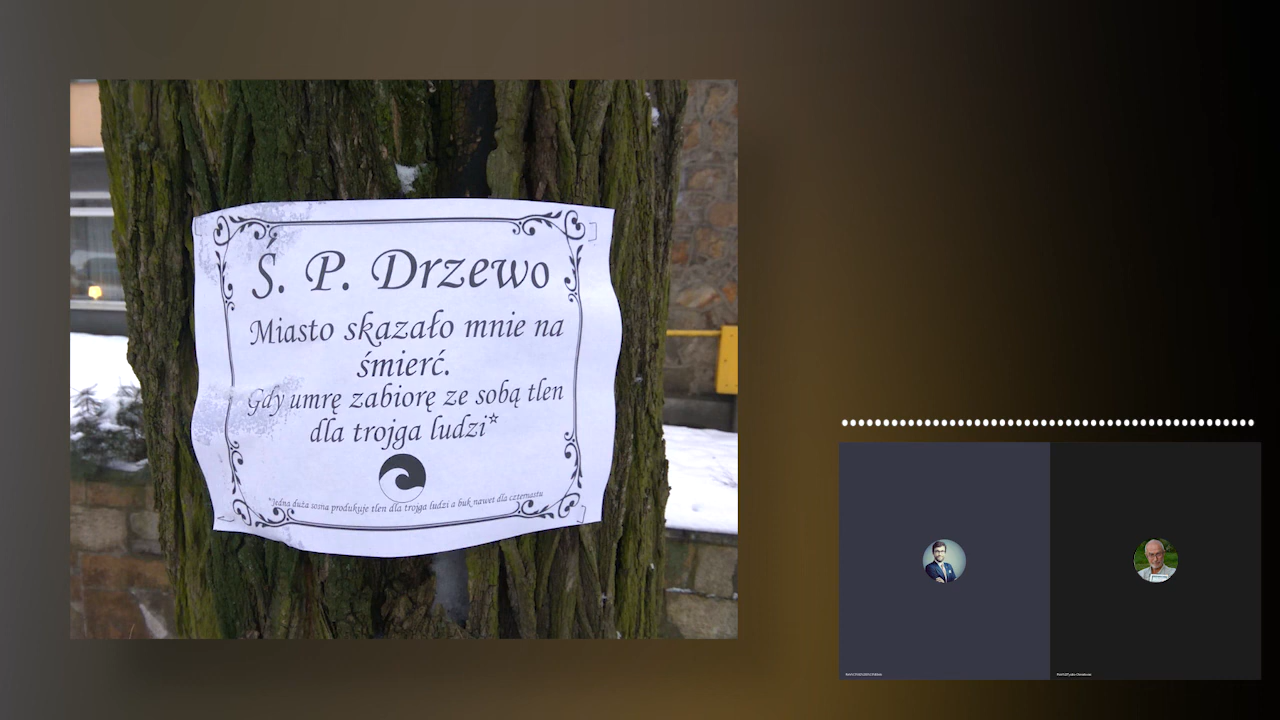 Ś. P. Drzewo
Miasto skazało mnie na
śmierć.
Gdy umrę zabiorę ze sobą tlen
dla trojga ludzi*
*Jedna duża sosna produkuje tlen dla trojga ludzi a buk nawet dla czternastu